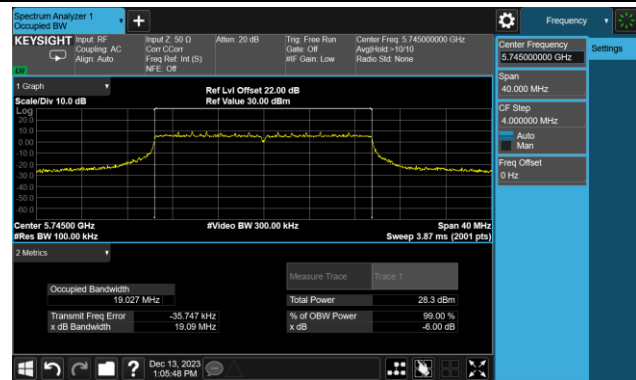 Spectrum Analyzer 1
Occupied BW
Frequency
KEYSIGHT
Input: RF
Coupling: AC
Align: Auto
Input Z: 50 Ω
Corr CCorr
Freq Ref: Int (S)
NFE: Off
Atten: 20 dB
Trig: Free Run
Gate: Off
#IF Gain: Low
Center Freq: 5.745000000 GHz
Avg|Hold:>10/10
Radio Std: None
Center Frequency
5.745000000 GHz
Settings
Span
40.000 MHz
CF Step
4.000000 MHz
Auto
Man
Freq Offset
0 Hz
1 Graph
Scale/Div 10.0 dB
Ref Lvl Offset 22.00 dB
Ref Value 30.00 dBm
Log
20.0
10.0
0.00
-10.0
-20.0
-30.0
-40.0
-50.0
-60.0
Center 5.74500 GHz
#Res BW 100.00 kHz
#Video BW 300.00 kHz
Span 40 MHz
Sweep 3.87 ms (2001 pts)
2 Metrics
Measure Trace
Trace 1
Occupied Bandwidth
19.027 MHz
Total Power
28.3 dBm
Transmit Freq Error
-35.747 kHz
% of OBW Power
99.00 %
x dB Bandwidth
19.09 MHz
x dB
-6.00 dB
Dec 13, 2023
1:05:48 PM